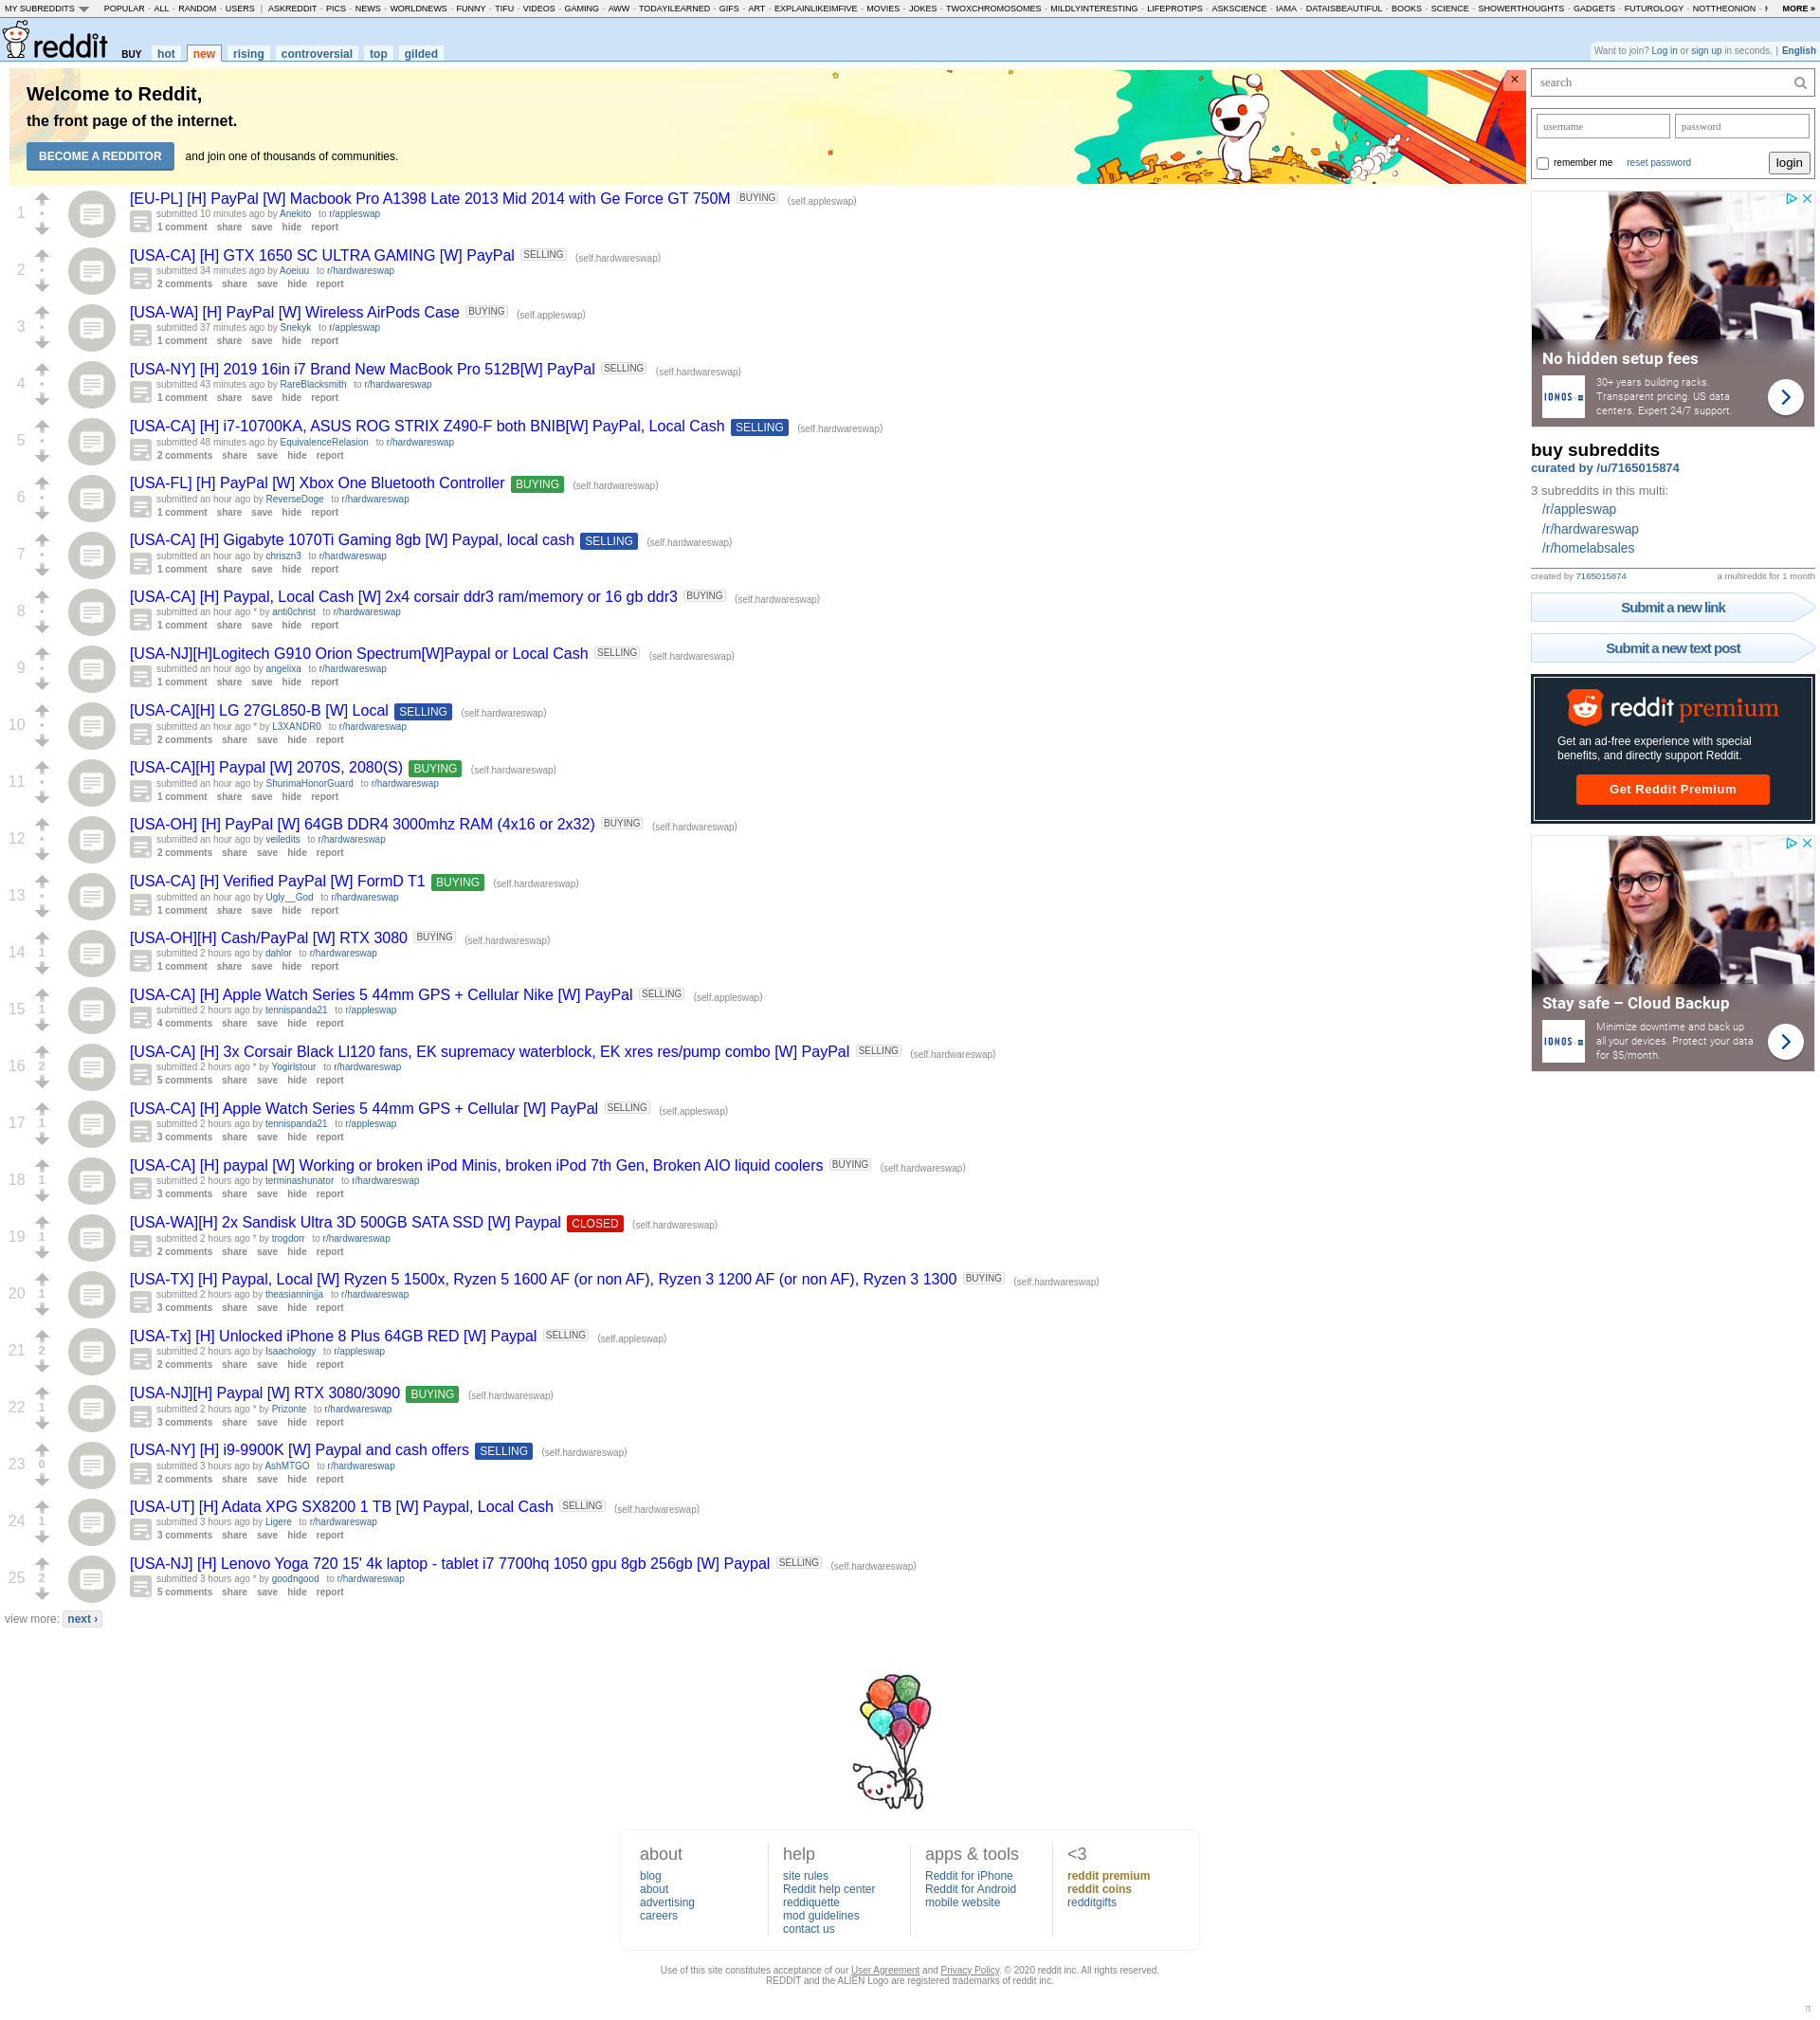 MY SUBREDDITS POPULAR - ALL - RANDOM - USERS | ASKREDDIT - PICS - NEWS - WORLDNEWS - FUNNY - TIFU - VIDEOS - GAMING - AWW - TODAYILEARNED - GIFS - ART - EXPLAINLIKEIMFIVE - MOVIES - JOKES - TWOXCHROMOSOMES - MILDLYINTERESTING - LIFEPROTIPS - ASKSCIENCE - IAMA - DATAISBEAUTIFUL - BOOKS - SCIENCE - SHOWERTHOUGHTS - GADGETS - FUTUROLOGY - NOTTHEONION - MORE »
reddit BUY hot new rising controversial top gilded
Want to join? Log in or sign up in seconds. | English
Welcome to Reddit,
the front page of the internet.
BECOME A REDDITOR and join one of thousands of communities.
×
1
[EU-PL] [H] PayPal [W] Macbook Pro A1398 Late 2013 Mid 2014 with Ge Force GT 750M BUYING (self.appleswap)
submitted 10 minutes ago by Anekito to r/appleswap
1 comment share save hide report
2
[USA-CA] [H] GTX 1650 SC ULTRA GAMING [W] PayPal SELLING (self.hardwareswap)
submitted 34 minutes ago by Aoeiuu to r/hardwareswap
2 comments share save hide report
3
[USA-WA] [H] PayPal [W] Wireless AirPods Case BUYING (self.appleswap)
submitted 37 minutes ago by Snekyk to r/appleswap
1 comment share save hide report
4
[USA-NY] [H] 2019 16in i7 Brand New MacBook Pro 512B[W] PayPal SELLING (self.hardwareswap)
submitted 43 minutes ago by RareBlacksmith to r/hardwareswap
1 comment share save hide report
5
[USA-CA] [H] i7-10700KA, ASUS ROG STRIX Z490-F both BNIB[W] PayPal, Local Cash SELLING (self.hardwareswap)
submitted 48 minutes ago by EquivalenceRelasion to r/hardwareswap
2 comments share save hide report
6
[USA-FL] [H] PayPal [W] Xbox One Bluetooth Controller BUYING (self.hardwareswap)
submitted an hour ago by ReverseDoge to r/hardwareswap
1 comment share save hide report
7
[USA-CA] [H] Gigabyte 1070Ti Gaming 8gb [W] Paypal, local cash SELLING (self.hardwareswap)
submitted an hour ago by chriszn3 to r/hardwareswap
1 comment share save hide report
8
[USA-CA] [H] Paypal, Local Cash [W] 2x4 corsair ddr3 ram/memory or 16 gb ddr3 BUYING (self.hardwareswap)
submitted an hour ago * by anti0christ to r/hardwareswap
1 comment share save hide report
9
[USA-NJ][H]Logitech G910 Orion Spectrum[W]Paypal or Local Cash SELLING (self.hardwareswap)
submitted an hour ago by angelixa to r/hardwareswap
1 comment share save hide report
10
[USA-CA][H] LG 27GL850-B [W] Local SELLING (self.hardwareswap)
submitted an hour ago * by L3XANDR0 to r/hardwareswap
2 comments share save hide report
11
[USA-CA][H] Paypal [W] 2070S, 2080(S) BUYING (self.hardwareswap)
submitted an hour ago by ShurimaHonorGuard to r/hardwareswap
1 comment share save hide report
12
[USA-OH] [H] PayPal [W] 64GB DDR4 3000mhz RAM (4x16 or 2x32) BUYING (self.hardwareswap)
submitted an hour ago by veiledits to r/hardwareswap
2 comments share save hide report
13
[USA-CA] [H] Verified PayPal [W] FormD T1 BUYING (self.hardwareswap)
submitted an hour ago by Ugly__God to r/hardwareswap
1 comment share save hide report
14 1
[USA-OH][H] Cash/PayPal [W] RTX 3080 BUYING (self.hardwareswap)
submitted 2 hours ago by dahlor to r/hardwareswap
1 comment share save hide report
15 1
[USA-CA] [H] Apple Watch Series 5 44mm GPS + Cellular Nike [W] PayPal SELLING (self.appleswap)
submitted 2 hours ago by tennispanda21 to r/appleswap
4 comments share save hide report
16 2
[USA-CA] [H] 3x Corsair Black Ll120 fans, EK supremacy waterblock, EK xres res/pump combo [W] PayPal SELLING (self.hardwareswap)
submitted 2 hours ago * by Yogirlstour to r/hardwareswap
5 comments share save hide report
17 1
[USA-CA] [H] Apple Watch Series 5 44mm GPS + Cellular [W] PayPal SELLING (self.appleswap)
submitted 2 hours ago by tennispanda21 to r/appleswap
3 comments share save hide report
18 1
[USA-CA] [H] paypal [W] Working or broken iPod Minis, broken iPod 7th Gen, Broken AIO liquid coolers BUYING (self.hardwareswap)
submitted 2 hours ago by terminashunator to r/hardwareswap
3 comments share save hide report
19 1
[USA-WA][H] 2x Sandisk Ultra 3D 500GB SATA SSD [W] Paypal CLOSED (self.hardwareswap)
submitted 2 hours ago * by trogdorr to r/hardwareswap
2 comments share save hide report
20 1
[USA-TX] [H] Paypal, Local [W] Ryzen 5 1500x, Ryzen 5 1600 AF (or non AF), Ryzen 3 1200 AF (or non AF), Ryzen 3 1300 BUYING (self.hardwareswap)
submitted 2 hours ago by theasianninjja to r/hardwareswap
3 comments share save hide report
21 2
[USA-Tx] [H] Unlocked iPhone 8 Plus 64GB RED [W] Paypal SELLING (self.appleswap)
submitted 2 hours ago by Isaachology to r/appleswap
2 comments share save hide report
22 1
[USA-NJ][H] Paypal [W] RTX 3080/3090 BUYING (self.hardwareswap)
submitted 2 hours ago * by Prizonte to r/hardwareswap
3 comments share save hide report
23 0
[USA-NY] [H] i9-9900K [W] Paypal and cash offers SELLING (self.hardwareswap)
submitted 3 hours ago by AshMTGO to r/hardwareswap
2 comments share save hide report
24 1
[USA-UT] [H] Adata XPG SX8200 1 TB [W] Paypal, Local Cash SELLING (self.hardwareswap)
submitted 3 hours ago by Ligere to r/hardwareswap
3 comments share save hide report
25 2
[USA-NJ] [H] Lenovo Yoga 720 15' 4k laptop - tablet i7 7700hq 1050 gpu 8gb 256gb [W] Paypal SELLING (self.hardwareswap)
submitted 3 hours ago * by goodngood to r/hardwareswap
5 comments share save hide report
view more: next ›
search
username password
remember me reset password login
No hidden setup fees
IONOS
30+ years building racks.
Transparent pricing. US data
centers. Expert 24/7 support.
buy subreddits
curated by /u/7165015874
3 subreddits in this multi:
/r/appleswap
/r/hardwareswap
/r/homelabsales
created by 7165015874 a multireddit for 1 month
Submit a new link
Submit a new text post
reddit premium
Get an ad-free experience with special
benefits, and directly support Reddit.
Get Reddit Premium
Stay safe – Cloud Backup
IONOS
Minimize downtime and back up
all your devices. Protect your data
for $5/month.
about
blog
about
advertising
careers
help
site rules
Reddit help center
reddiquette
mod guidelines
contact us
apps & tools
Reddit for iPhone
Reddit for Android
mobile website
<3
reddit premium
reddit coins
redditgifts
Use of this site constitutes acceptance of our User Agreement and Privacy Policy. © 2020 reddit inc. All rights reserved.
REDDIT and the ALIEN Logo are registered trademarks of reddit inc.
π